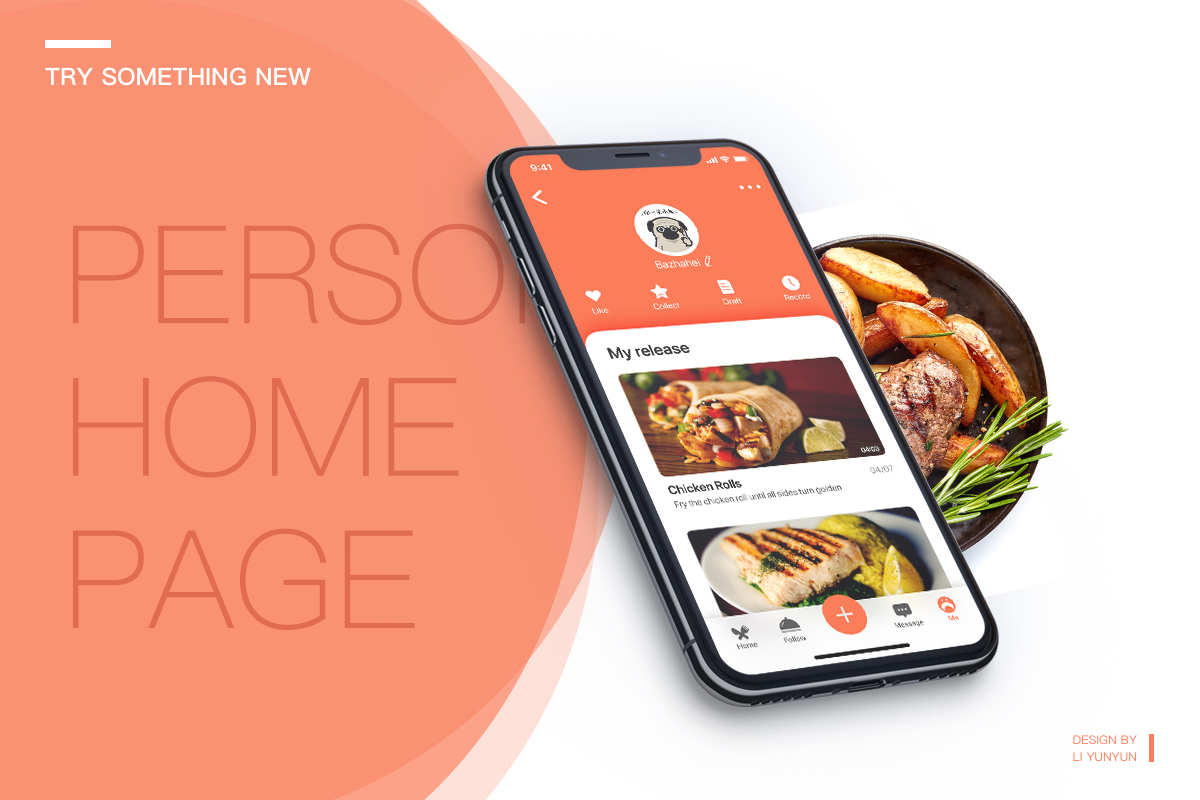 TRY SOMETHING NEW
PERSON
HOME
PAGE
9:41
Bazhahei
Like
Collect
Draft
Record
My release
04:03
Chicken Rolls
04/07
Fry the chicken roll until all sides turn golden
Home
Follow
Message
Me
DESIGN BY
LI YUNYUN